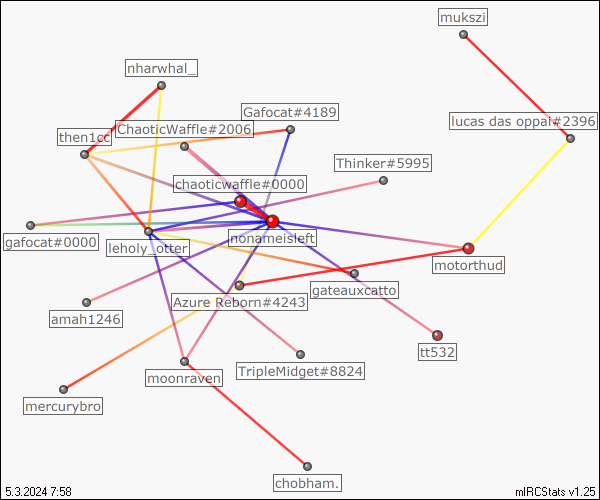 mukszi
nharwhal_
Gafocat#4189
lucas das oppai#2396
ChaoticWaffle#2006
then1cc
Thinker#5995
chaoticwaffle#0000
nonameisleft
gafocat#0000
leholy_otter
motorthud
gateauxcatto
Azure Reborn#4243
amah1246
tt532
TripleMidget#8824
moonraven
mercurybro
chobham.
5.3.2024 7:58
mIRCStats v1.25